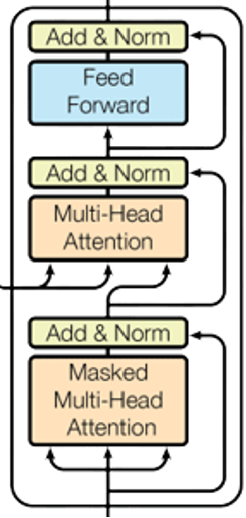 Add & Norm
Feed
Forward
Add & Norm
Multi-Head
Attention
Add & Norm
Masked
Multi-Head
Attention